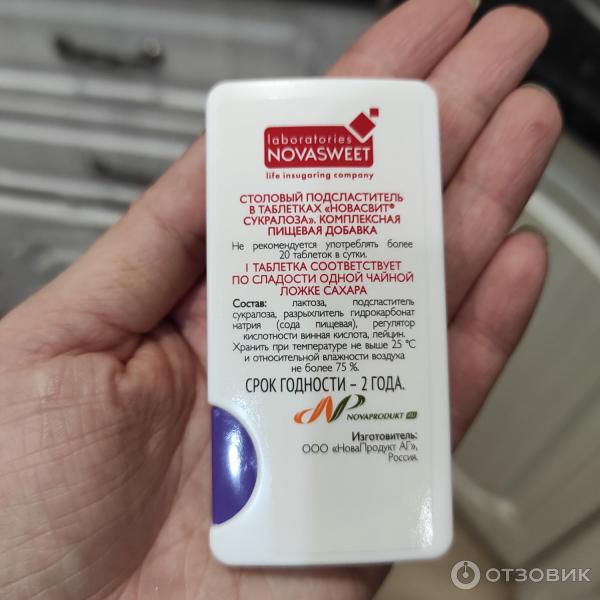 laboratories
NOVASWEET
life insugaring company
СТОЛОВЫЙ ПОДСЛАСТИТЕЛЬ
В ТАБЛЕТКАХ «НОВАСВИТ®
СУКРАЛОЗА». КОМПЛЕКСНАЯ
ПИЩЕВАЯ ДОБАВКА
Не рекомендуется употреблять более
20 таблеток в сутки.
1 ТАБЛЕТКА СООТВЕТСТВУЕТ
ПО СЛАДОСТИ ОДНОЙ ЧАЙНОЙ
ЛОЖКЕ САХАРА
Состав: лактоза, подсластитель
сукралоза, разрыхлитель гидрокарбонат
натрия (сода пищевая), регулятор
кислотности винная кислота, лейцин.
Хранить при температуре не выше 25 °С
и относительной влажности воздуха
не более 75 %.
СРОК ГОДНОСТИ – 2 ГОДА.
NP NOVAPRODUKT AG
Изготовитель:
ООО «НоваПродукт АГ»,
Россия.
ОТЗОВИК